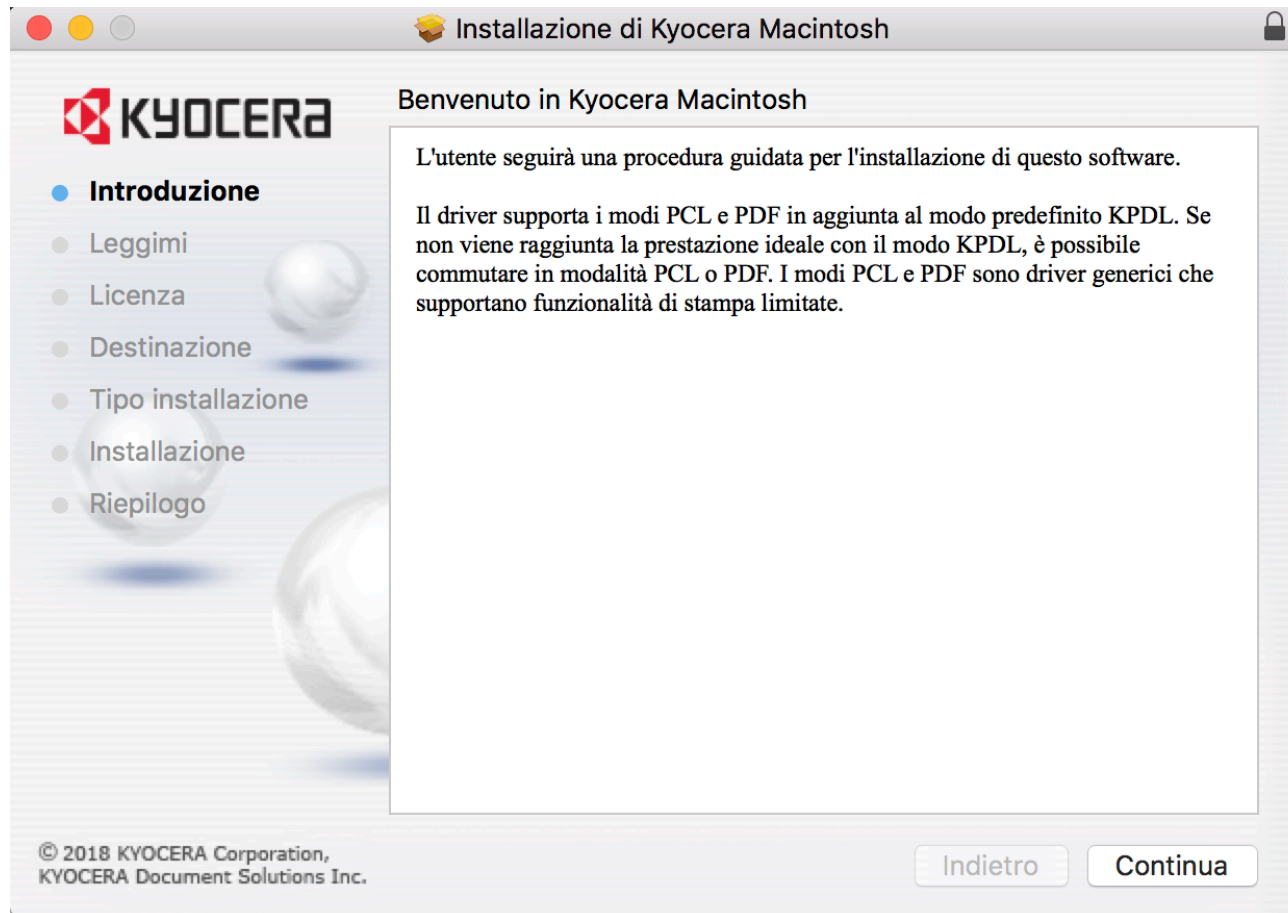 Installazione di Kyocera Macintosh
KYOCERA
Benvenuto in Kyocera Macintosh
Introduzione
Leggimi
Licenza
Destinazione
Tipo installazione
Installazione
Riepilogo
L'utente seguirà una procedura guidata per l'installazione di questo software.
Il driver supporta i modi PCL e PDF in aggiunta al modo predefinito KPDL. Se
non viene raggiunta la prestazione ideale con il modo KPDL, è possibile
commutare in modalità PCL o PDF. I modi PCL e PDF sono driver generici che
supportano funzionalità di stampa limitate.
© 2018 KYOCERA Corporation,
KYOCERA Document Solutions Inc.
Indietro
Continua